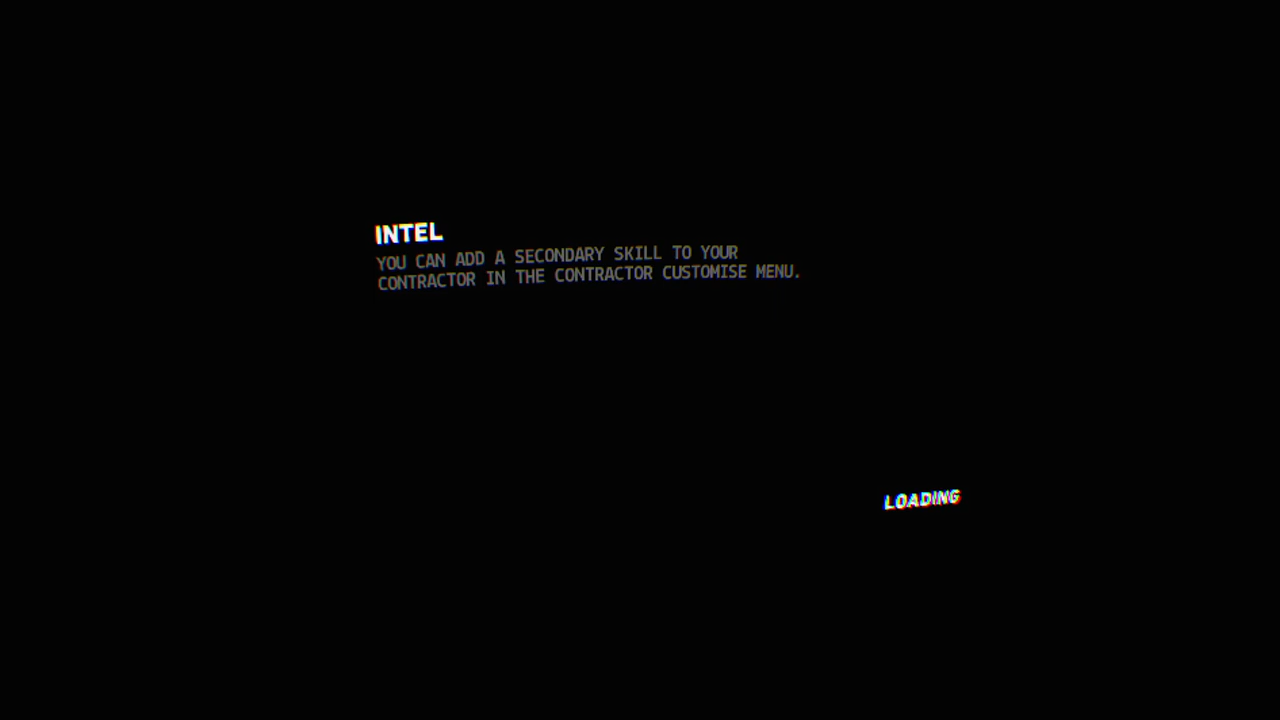 INTEL
YOU CAN ADD A SECONDARY SKILL TO YOUR
CONTRACTOR IN THE CONTRACTOR CUSTOMISE MENU.
LOADING